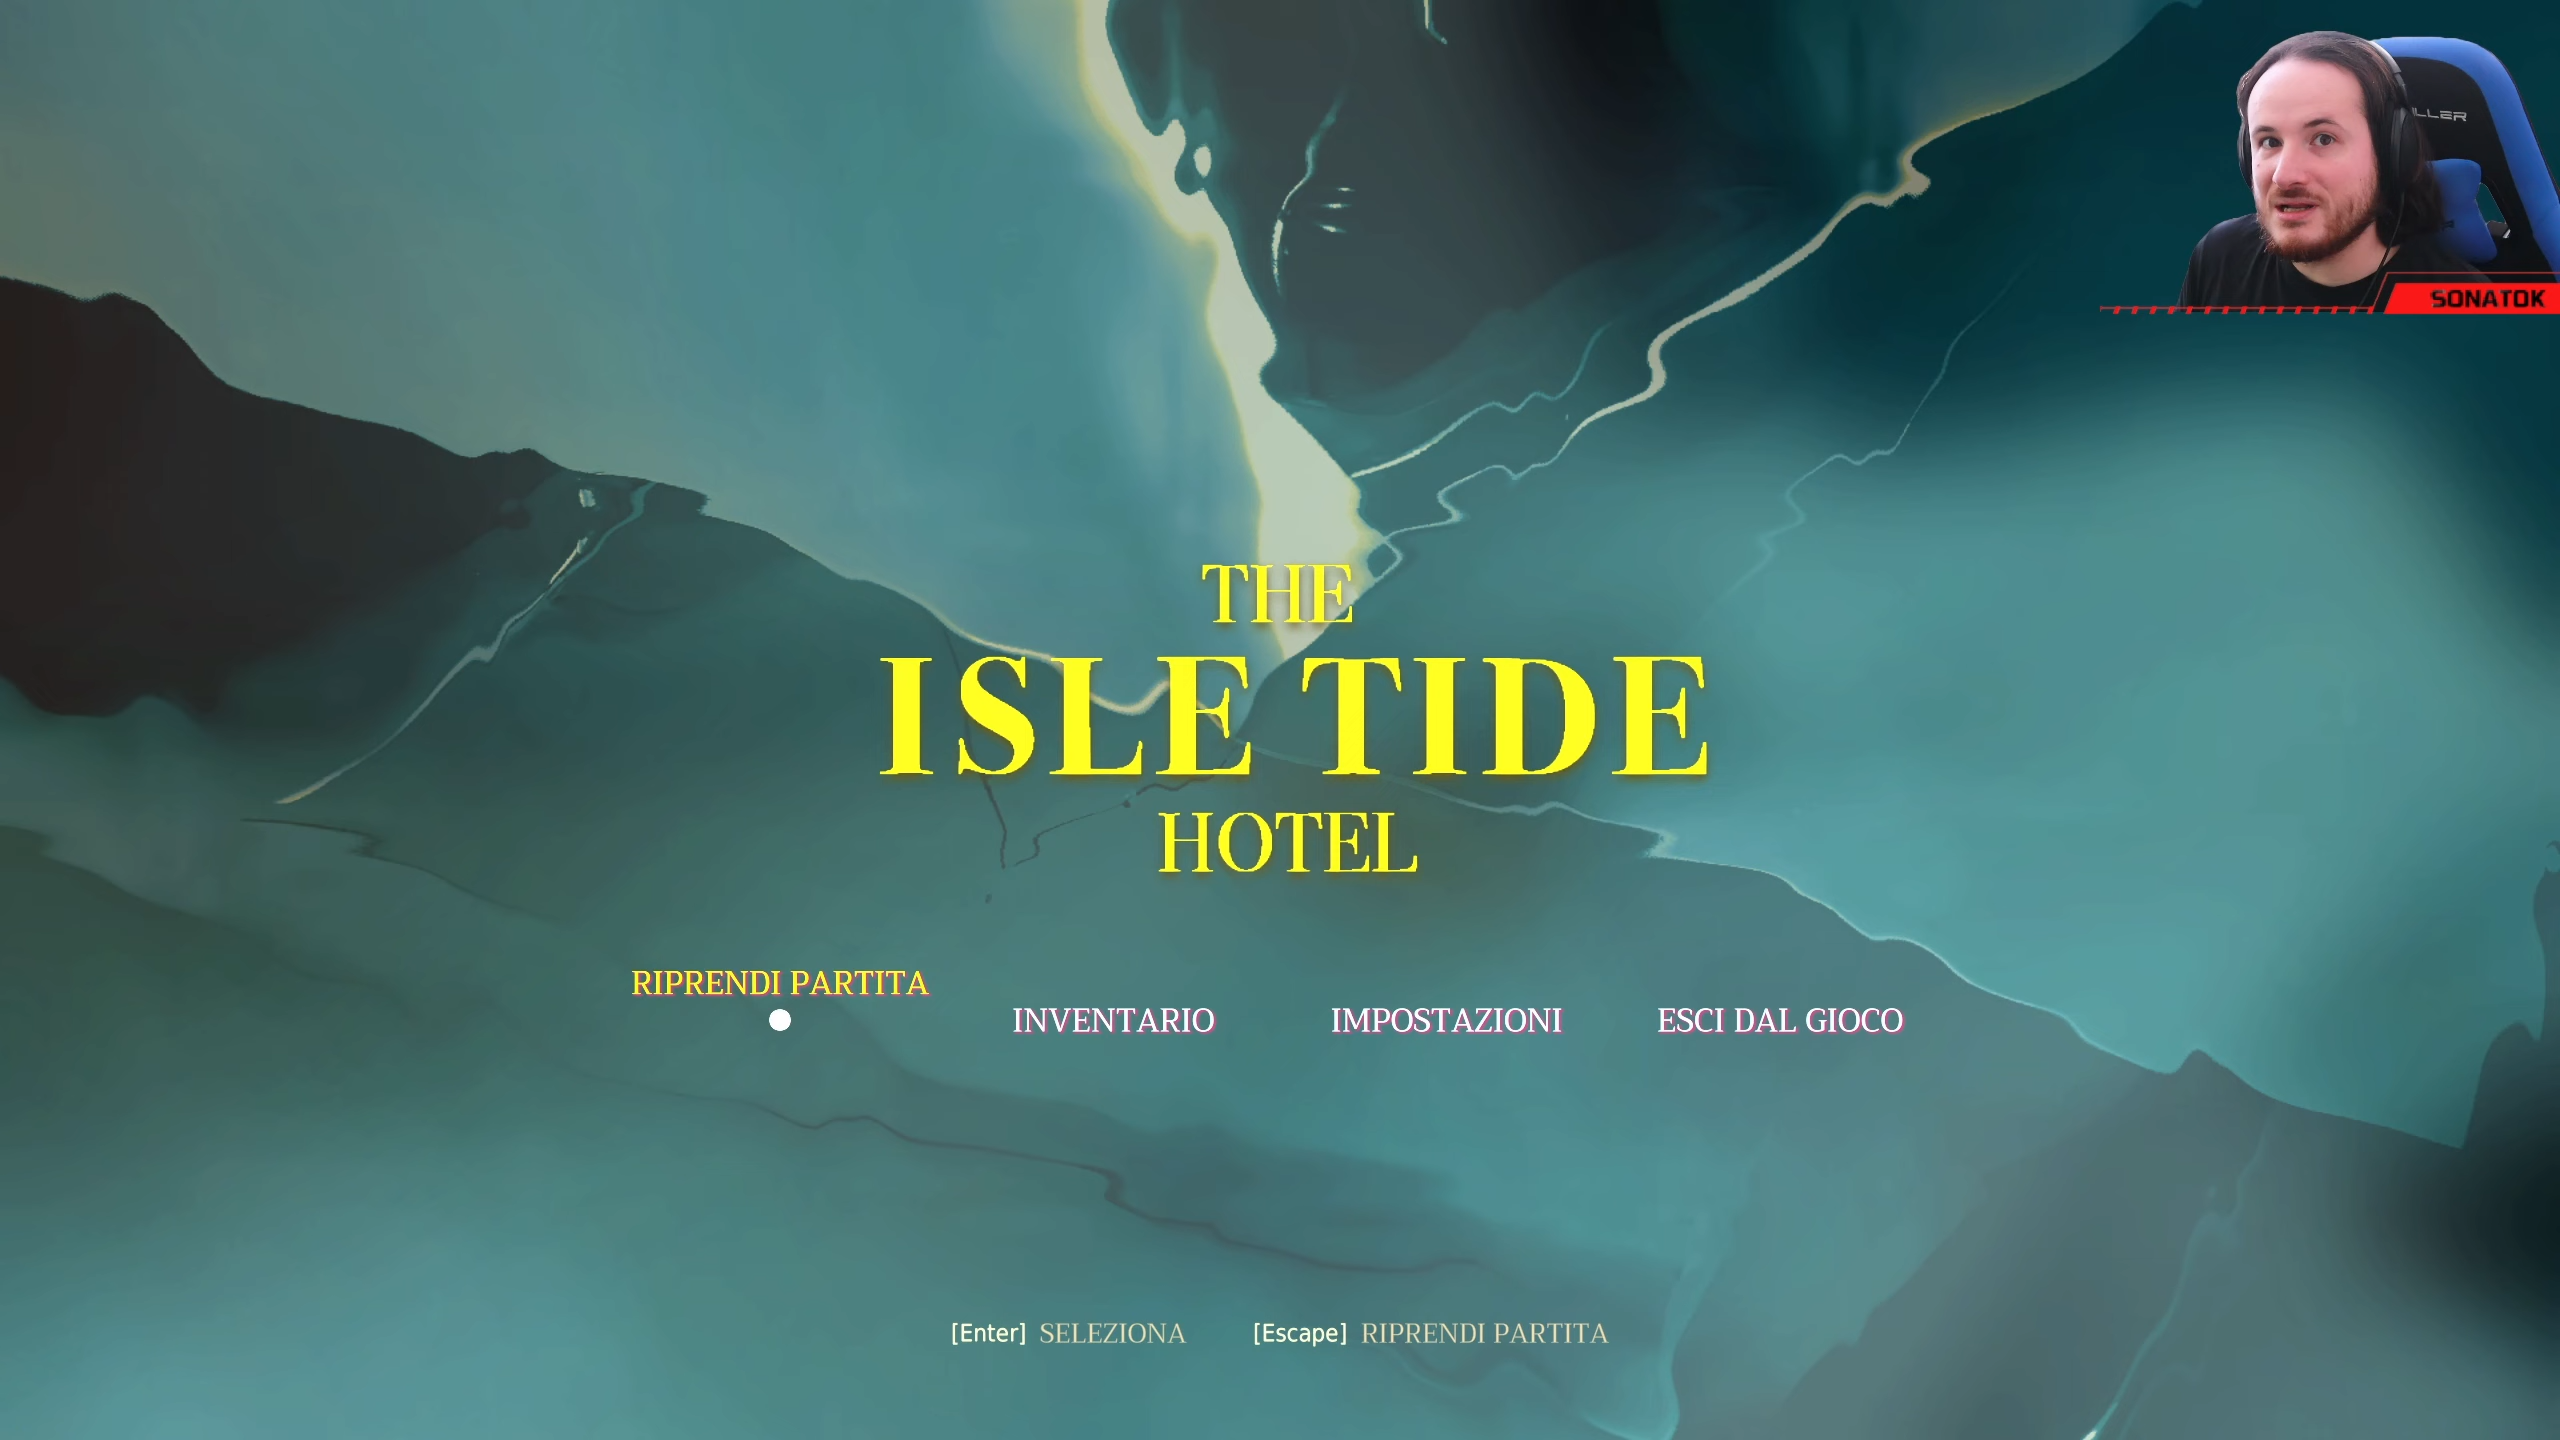 THE
ISLE TIDE
HOTEL
RIPRENDI PARTITA
INVENTARIO
IMPOSTAZIONI
ESCI DAL GIOCO
[Enter] SELEZIONA
[Escape] RIPRENDI PARTITA
SONATOK